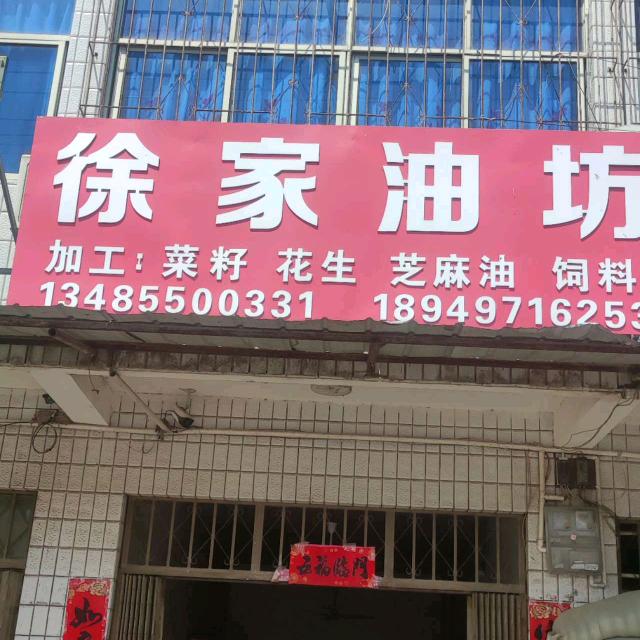 徐家油坊
加工：菜籽 花生 芝麻油 饲料
13485500331 18949716253
五福临门